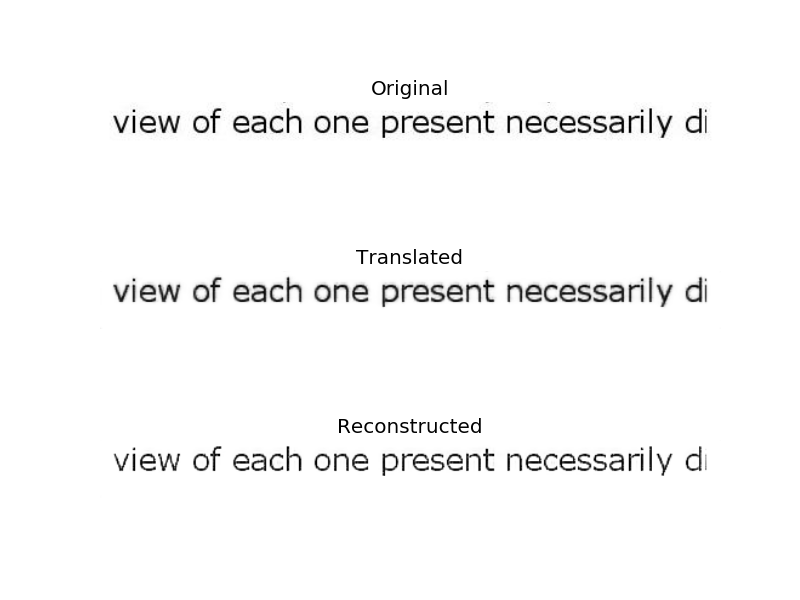 Original
view of each one present necessarily di
Translated
view of each one present necessarily di
Reconstructed
view of each one present necessarily d